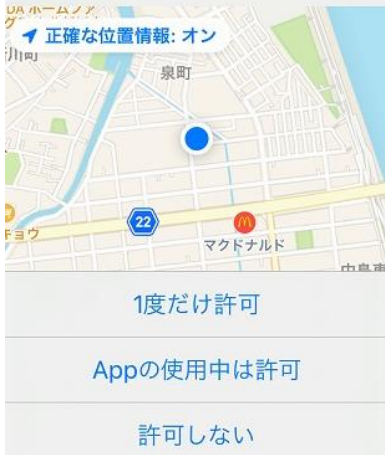 正確な位置情報: オン
泉町
22
マクドナルド
1度だけ許可
Appの使用中は許可
許可しない